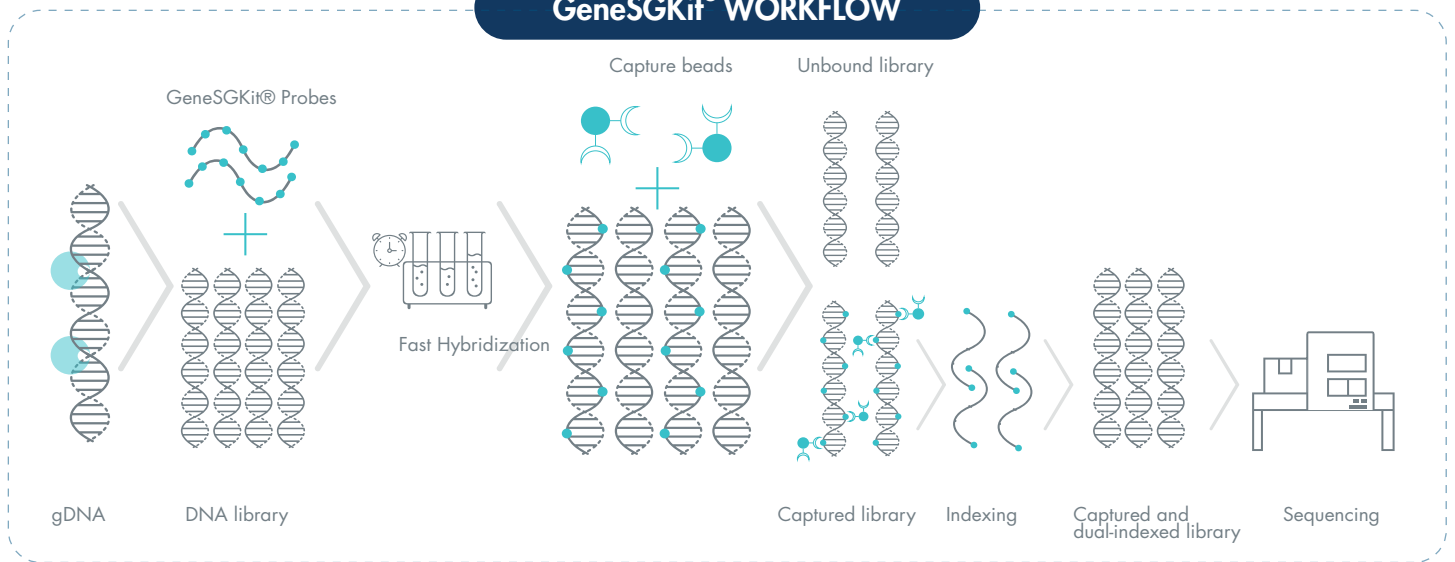 GeneSGKit® WORKFLOW
Capture beads
Unbound library
GeneSGKit® Probes
Fast Hybridization
gDNA
DNA library
Captured library
Indexing
Captured and
dual-indexed library
Sequencing